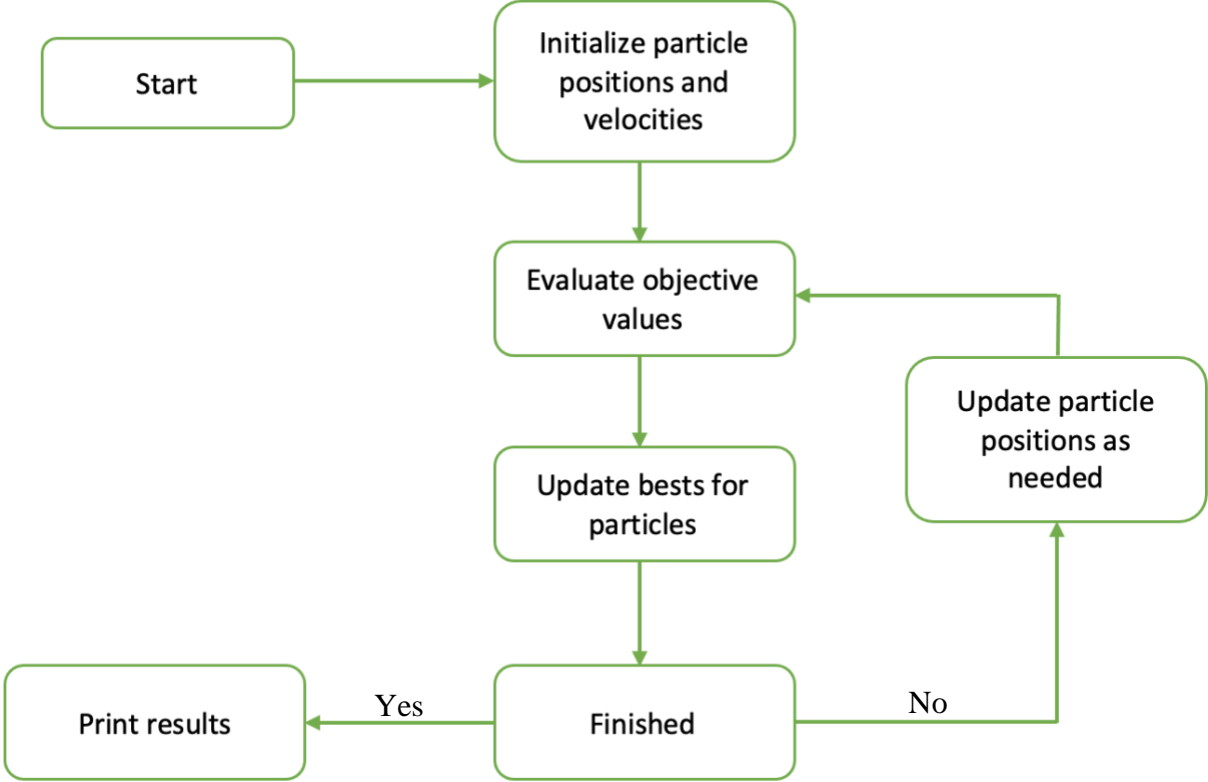 Start
Initialize particle
positions and
velocities
Evaluate objective
values
Update particle
positions as
needed
Update bests for
particles
Print results
Yes
Finished
No